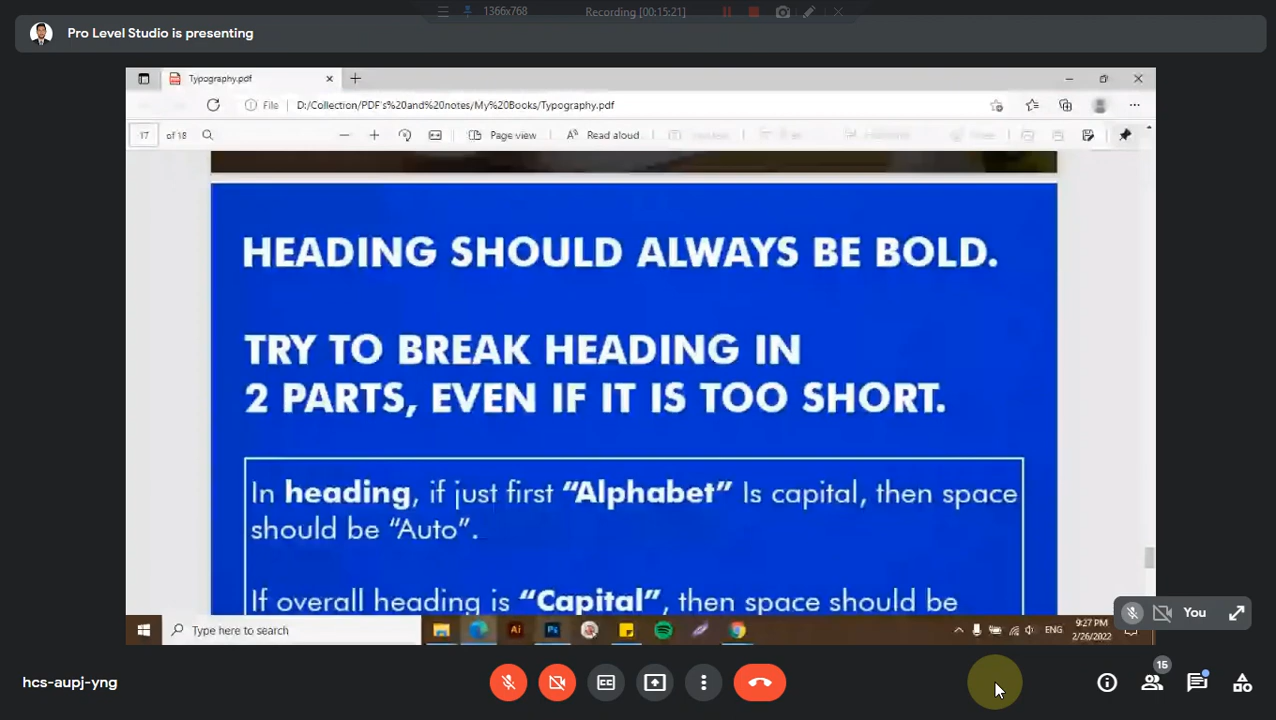 1366x768
Recording [00:15:21]
Pro Level Studio is presenting
Typography.pdf
File
D:/Collection/PDF's%20and%20notes/My%20Books/Typography.pdf
17 of 18
Page view
Read aloud
HEADING SHOULD ALWAYS BE BOLD.
TRY TO BREAK HEADING IN
2 PARTS, EVEN IF IT IS TOO SHORT.
In heading, if just first “Alphabet” Is capital, then space
should be “Auto”.
If overall heading is “Capital”, then space should be
You
Type here to search
Ai
Ps
ENG
9:27 PM
2/26/2022
hcs-aupj-yng
CC
15